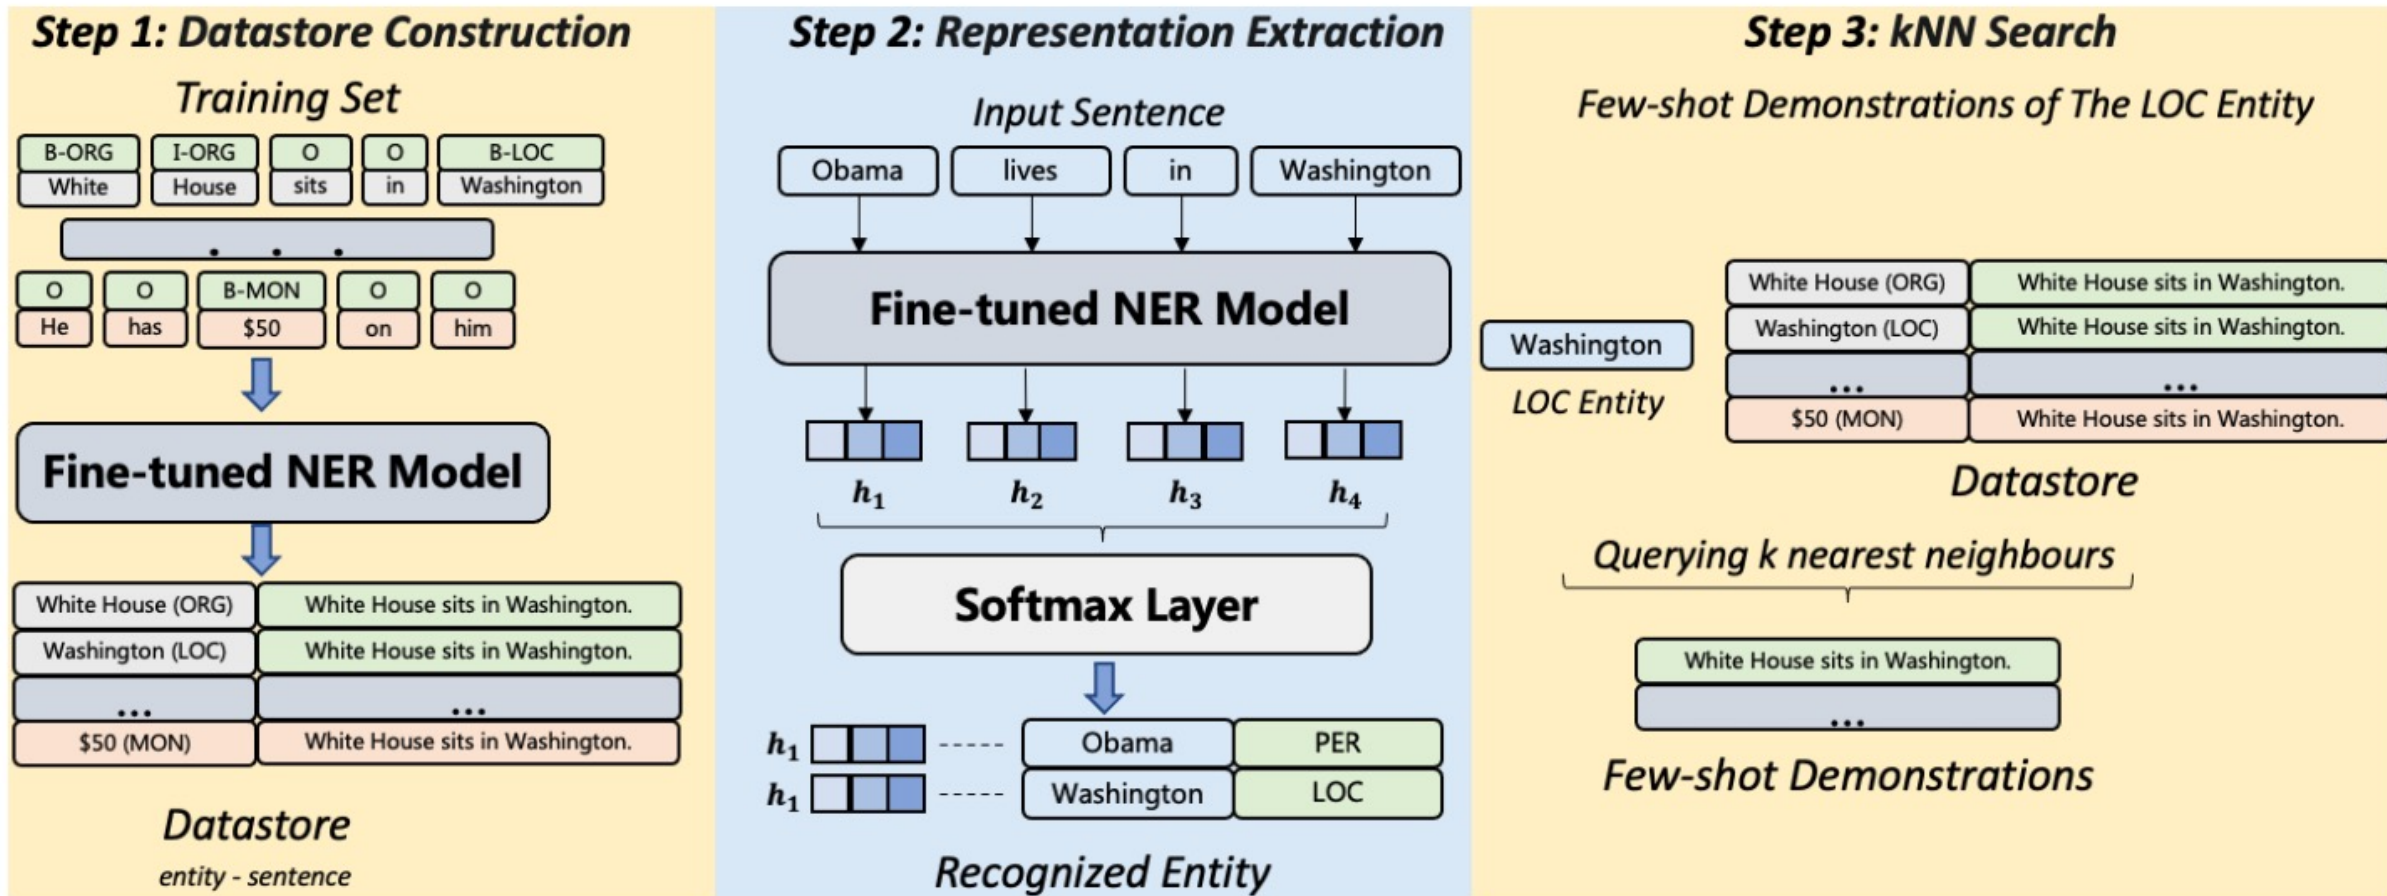 Step 1: Datastore Construction
Training Set
B-ORG I-ORG O O B-LOC
White House sits in Washington
. . .
O O B-MON O O
He has $50 on him
Fine-tuned NER Model
White House (ORG) White House sits in Washington.
Washington (LOC) White House sits in Washington.
... ...
$50 (MON) White House sits in Washington.
Datastore
entity - sentence
Step 2: Representation Extraction
Input Sentence
Obama lives in Washington
Fine-tuned NER Model
h₁ h₂ h₃ h₄
Softmax Layer
h₁ Obama PER
h₁ Washington LOC
Recognized Entity
Step 3: kNN Search
Few-shot Demonstrations of The LOC Entity
Washington
LOC Entity
White House (ORG) White House sits in Washington.
Washington (LOC) White House sits in Washington.
... ...
$50 (MON) White House sits in Washington.
Datastore
Querying k nearest neighbours
White House sits in Washington.
...
Few-shot Demonstrations